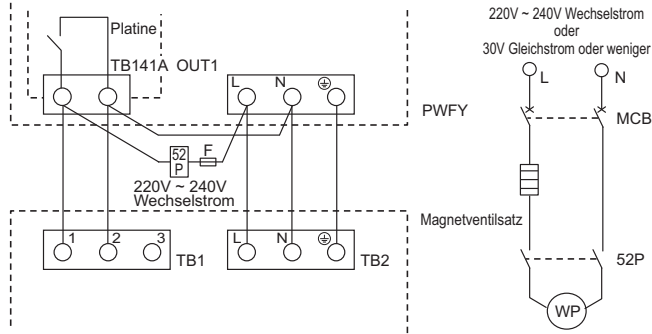 Platine
TB141A OUT1
L
N
52
P
F
220V ~ 240V
Wechselstrom
PWFY
1
2
3
TB1
L
N
TB2
220V ~ 240V Wechselstrom
oder
30V Gleichstrom oder weniger
L
N
MCB
Magnetventilsatz
52P
WP